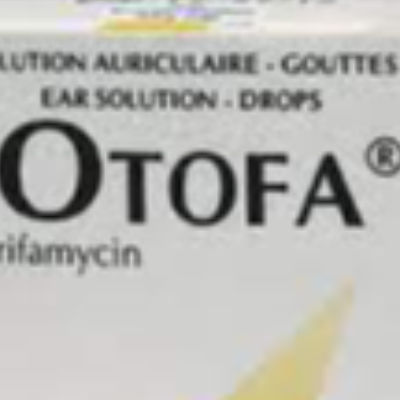 LUTION AURICULAIRE - GOUTTES
EAR SOLUTION - DROPS
OTOFA®
rifamycin